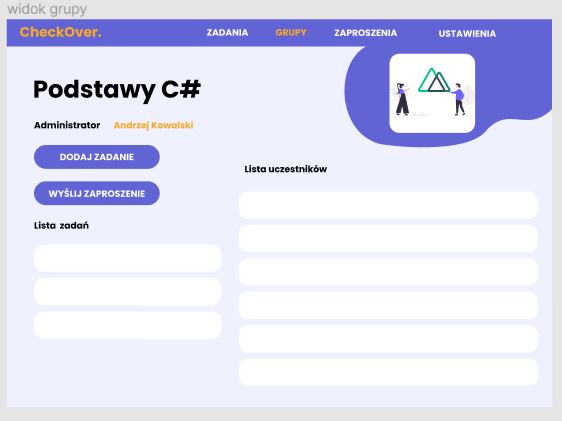 widok grupy
CheckOver.
ZADANIA GRUPY ZAPROSZENIA USTAWIENIA
Podstawy C#
Administrator Andrzej Kowalski
DODAJ ZADANIE
WYŚLIJ ZAPROSZENIE
Lista zadań
Lista uczestników